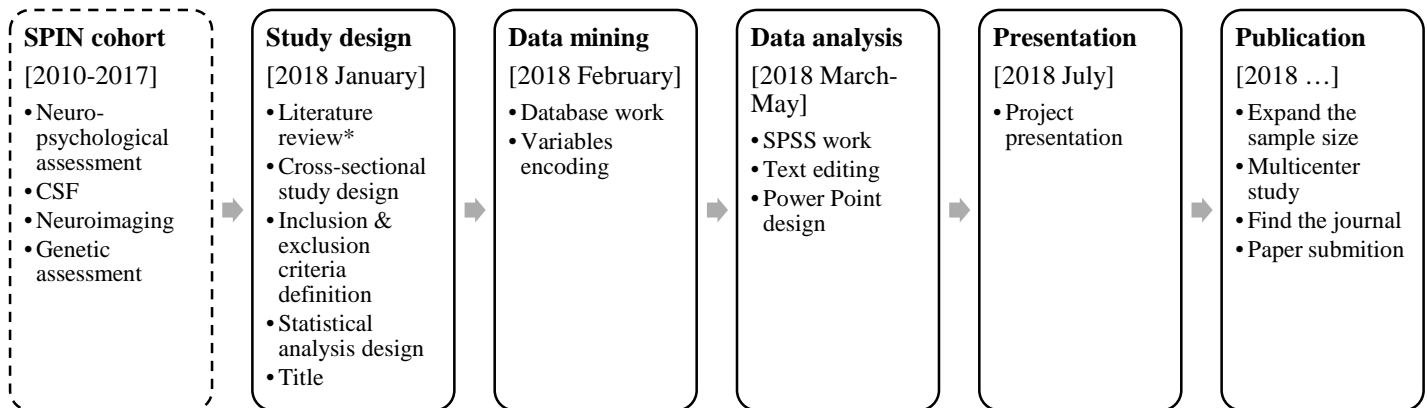 SPIN cohort
[2010-2017]
• Neuro-
psychological
assessment
• CSF
• Neuroimaging
• Genetic
assessment
Study design
[2018 January]
• Literature
review*
• Cross-sectional
study design
• Inclusion &
exclusion
criteria
definition
• Statistical
analysis design
• Title
Data mining
[2018 February]
• Database work
• Variables
encoding
Data analysis
[2018 March-
May]
• SPSS work
• Text editing
• Power Point
design
Presentation
[2018 July]
• Project
presentation
Publication
[2018 …]
• Expand the
sample size
• Multicenter
study
• Find the journal
• Paper submition